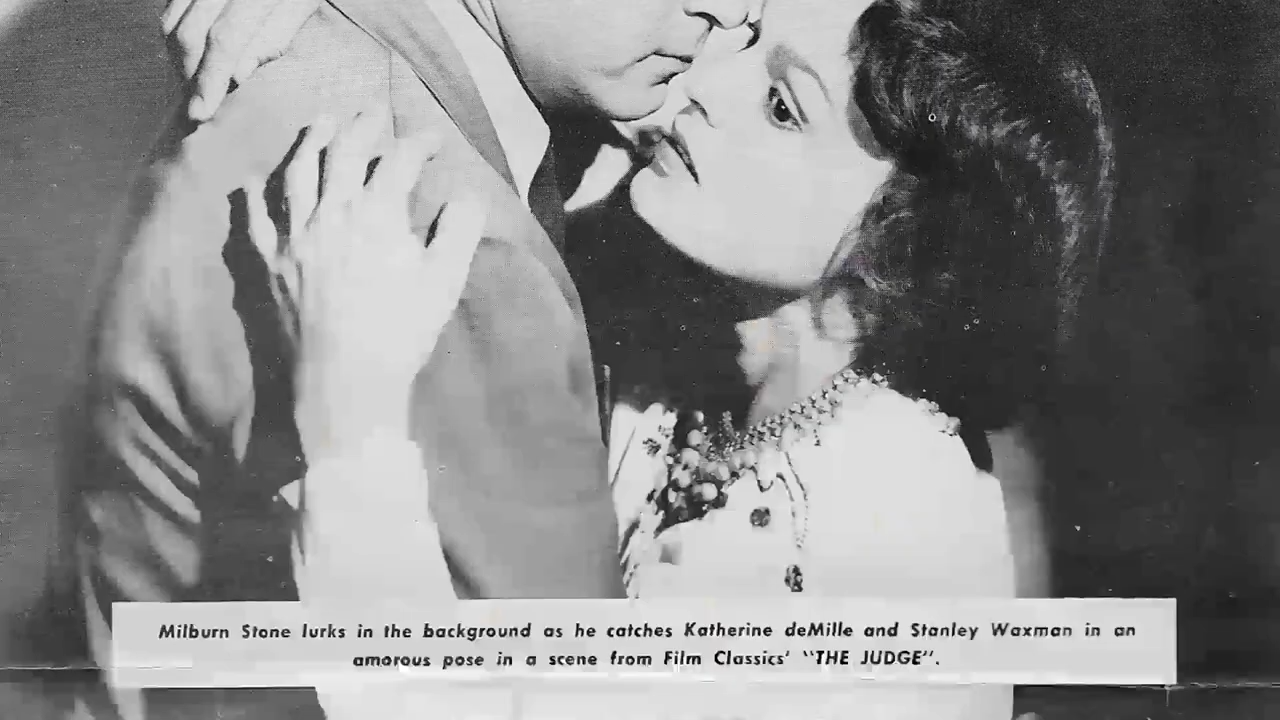 Milburn Stone lurks in the background as he catches Katherine deMille and Stanley Waxman in an
amorous pose in a scene from Film Classics' "THE JUDGE".